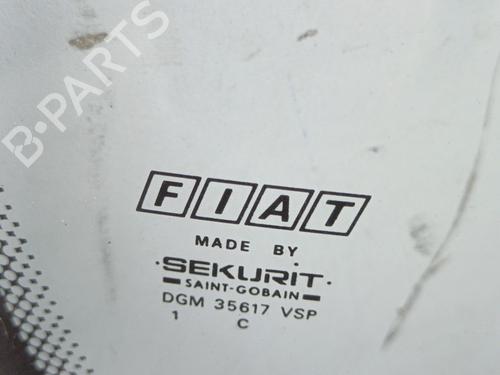 B-PARTS
FIAT
MADE BY
·SEKURIT·
SAINT-GOBAIN
DGM 35617 VSP
1 C